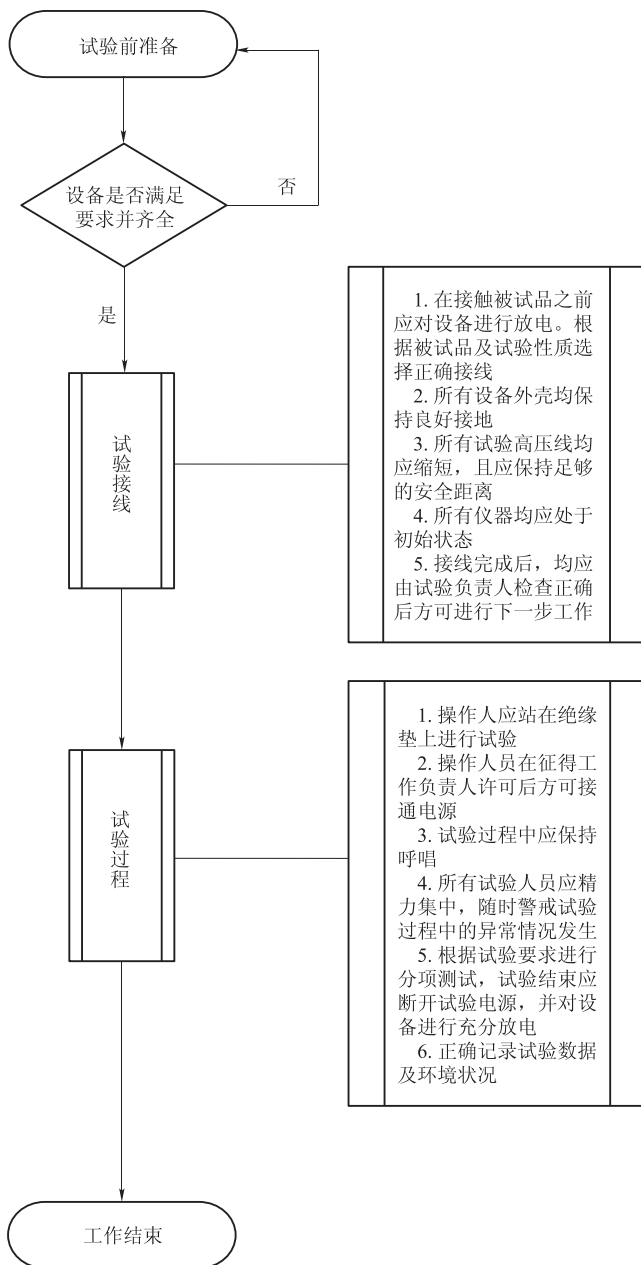 试验前准备
设备是否满足
要求并齐全
否
是
试验接线
1. 在接触被试品之前
应对设备进行放电。根
据被试品及试验性质选
择正确接线
2. 所有设备外壳均保
持良好接地
3. 所有试验高压线均
应缩短，且应保持足够
的安全距离
4. 所有仪器均应处于
初始状态
5. 接线完成后，均应
由试验负责人检查正确
后方可进行下一步工作
试验过程
1. 操作人应站在绝缘
垫上进行试验
2. 操作人员在征得工
作负责人许可后方可接
通电源
3. 试验过程中应保持
呼唱
4. 所有试验人员应精
力集中，随时警戒试验
过程中的异常情况发生
5. 根据试验要求进行
分项测试，试验结束应
断开试验电源，并对设
备进行充分放电
6. 正确记录试验数据
及环境状况
工作结束